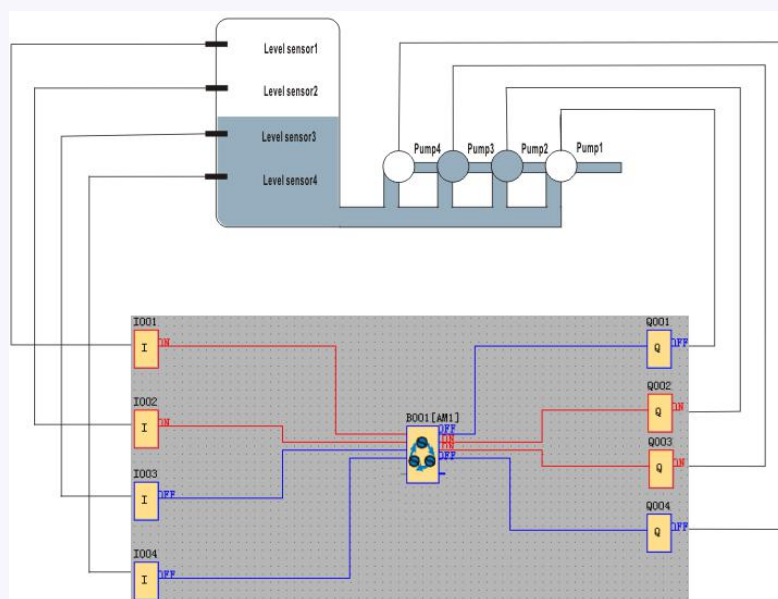 Level sensor1
Level sensor2
Level sensor3
Level sensor4
Pump4
Pump3
Pump2
Pump1
I001
I
ON
I002
I
ON
I003
I
OFF
I004
I
OFF
B001[AM1]
OFF
ON
ON
OFF
Q001
Q
OFF
Q002
Q
ON
Q003
Q
ON
Q004
Q
OFF